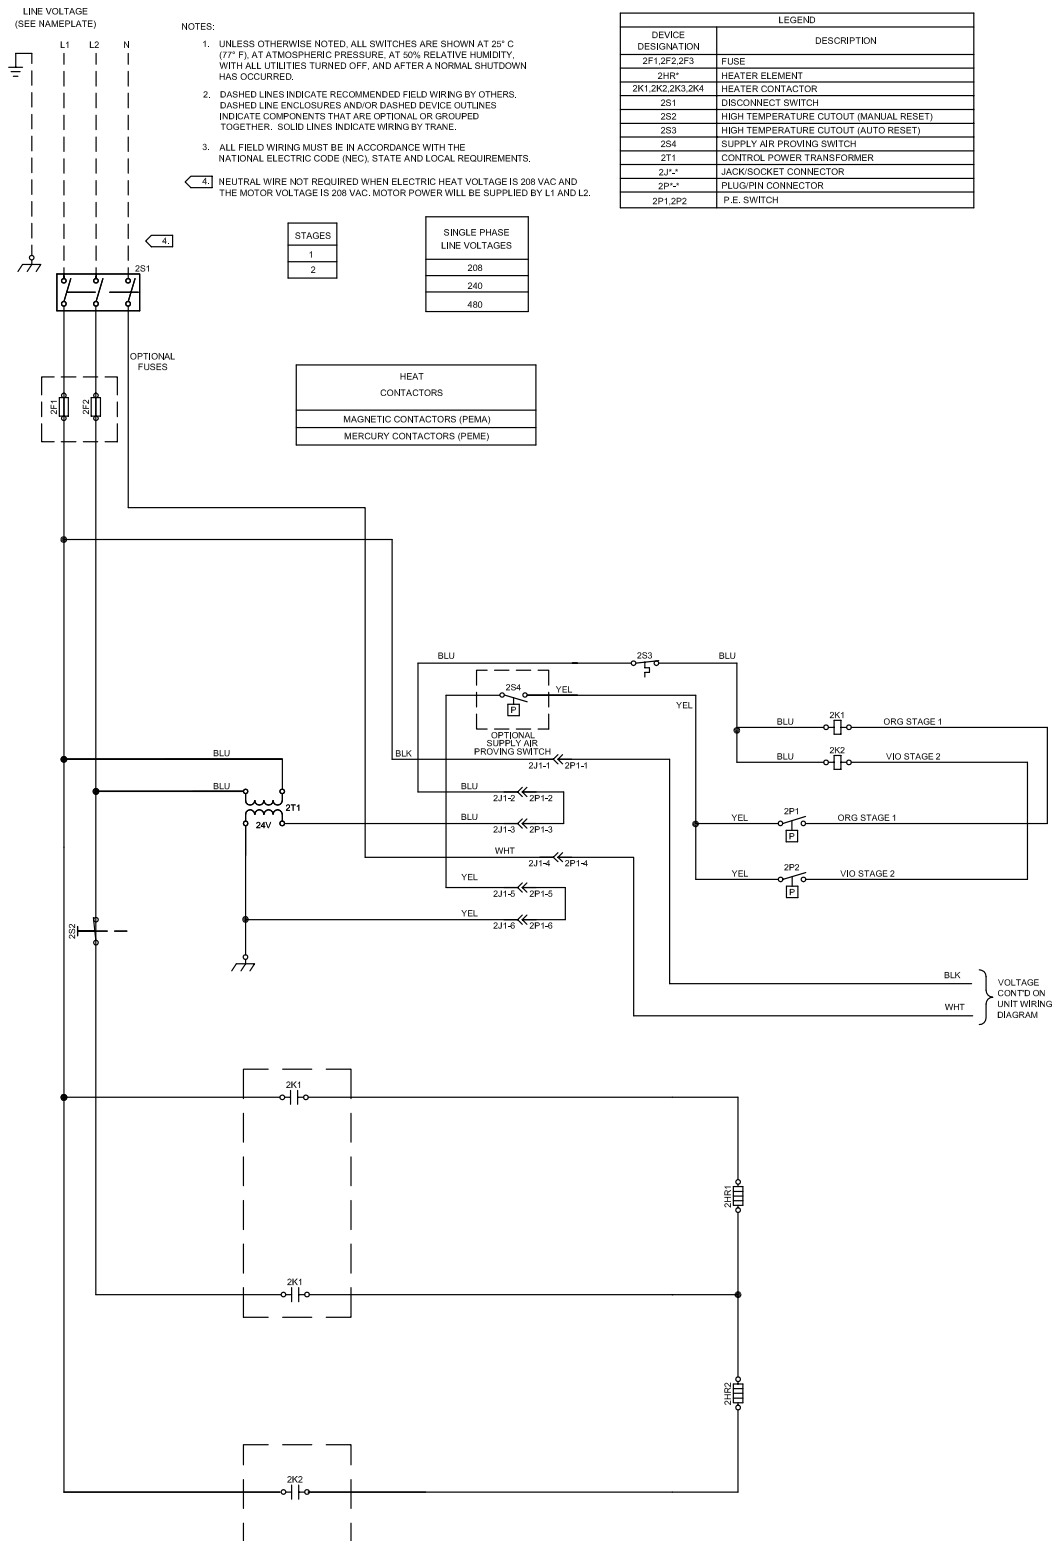 LINE VOLTAGE
(SEE NAMEPLATE)
L1 L2 N
NOTES:
1. UNLESS OTHERWISE NOTED, ALL SWITCHES ARE SHOWN AT 25° C
(77° F), AT ATMOSPHERIC PRESSURE, AT 50% RELATIVE HUMIDITY,
WITH ALL UTILITIES TURNED OFF, AND AFTER A NORMAL SHUTDOWN
HAS OCCURRED.
2. DASHED LINES INDICATE RECOMMENDED FIELD WIRING BY OTHERS.
DASHED LINE ENCLOSURES AND/OR DASHED DEVICE OUTLINES
INDICATE COMPONENTS THAT ARE OPTIONAL OR GROUPED
TOGETHER. SOLID LINES INDICATE WIRING BY TRANE.
3. ALL FIELD WIRING MUST BE IN ACCORDANCE WITH THE
NATIONAL ELECTRIC CODE (NEC), STATE AND LOCAL REQUIREMENTS.
4. NEUTRAL WIRE NOT REQUIRED WHEN ELECTRIC HEAT VOLTAGE IS 208 VAC AND
THE MOTOR VOLTAGE IS 208 VAC. MOTOR POWER WILL BE SUPPLIED BY L1 AND L2.
LEGEND
DEVICE
DESIGNATION
DESCRIPTION
2F1,2F2,2F3 FUSE
2HR* HEATER ELEMENT
2K1,2K2,2K3,2K4 HEATER CONTACTOR
2S1 DISCONNECT SWITCH
2S2 HIGH TEMPERATURE CUTOUT (MANUAL RESET)
2S3 HIGH TEMPERATURE CUTOUT (AUTO RESET)
2S4 SUPPLY AIR PROVING SWITCH
2T1 CONTROL POWER TRANSFORMER
2J*-* JACK/SOCKET CONNECTOR
2P*-* PLUG/PIN CONNECTOR
2P1,2P2 P.E. SWITCH
4.
2S1
STAGES
1
2
SINGLE PHASE
LINE VOLTAGES
208
240
480
OPTIONAL
FUSES
2F1
2F2
HEAT
CONTACTORS
MAGNETIC CONTACTORS (PEMA)
MERCURY CONTACTORS (PEME)
BLU 2S3 BLU
2S4 YEL
P
YEL
OPTIONAL
SUPPLY AIR
PROVING SWITCH
BLU 2K1 ORG STAGE 1
BLU 2K2 VIO STAGE 2
BLU
BLK
2J1-1 2P1-1
BLU
BLU
2J1-2 2P1-2
2T1
24V
BLU
2J1-3 2P1-3
YEL 2P1 ORG STAGE 1
P
WHT
2J1-4 2P1-4
YEL 2P2 VIO STAGE 2
P
YEL
2J1-5 2P1-5
YEL
2J1-6 2P1-6
2S2
BLK
WHT
VOLTAGE
CONT'D ON
UNIT WIRING
DIAGRAM
2K1
2HR1
2K1
2HR2
2K2